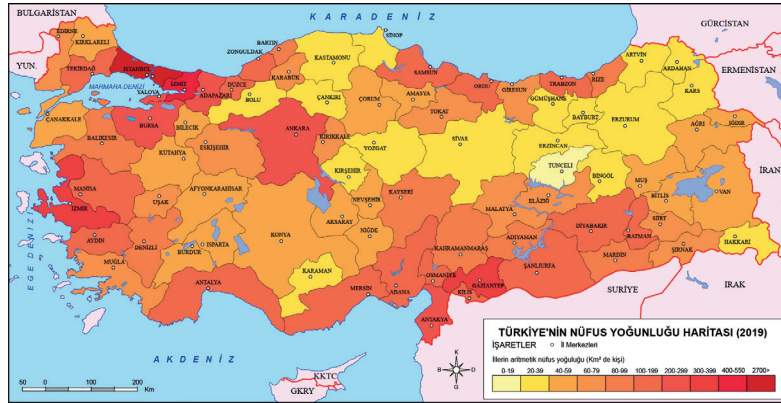 BULGARİSTAN
KARADENİZ
GÜRCİSTAN
ERMENİSTAN
YUN.
İRAN
IRAK
SURİYE
KKTC
GKRY
AKDENİZ
EGE DENİZİ
MARMARA DENİZİ
EDİRNE
KIRKLARELİ
TEKİRDAĞ
İSTANBUL
YALOVA
İZMİT
ADAPAZARI
DÜZCE
ZONGULDAK
BARTIN
KARABÜK
KASTAMONU
SİNOP
BOLU
ÇANKIRI
ÇORUM
SAMSUN
AMASYA
TOKAT
ORDU
GİRESUN
TRABZON
RİZE
ARTVİN
ARDAHAN
KARS
GÜMÜŞHANE
BAYBURT
ERZURUM
AĞRI
IĞDIR
ÇANAKKALE
BALIKESİR
BURSA
BİLECİK
ESKİŞEHİR
KÜTAHYA
ANKARA
KIRIKKALE
YOZGAT
SİVAS
ERZİNCAN
TUNCELİ
BİNGÖL
MUŞ
BİTLİS
VAN
MANİSA
İZMİR
UŞAK
AFYONKARAHİSAR
KIRŞEHİR
NEVŞEHİR
KAYSERİ
AKSARAY
NİĞDE
MALATYA
ELÂZIĞ
DİYABAKIR
BATMAN
SİİRT
ŞIRNAK
HAKKARİ
AYDIN
DENİZLİ
MUĞLA
BURDUR
ISPARTA
KONYA
KARAMAN
ANTALYA
MERSİN
ADANA
OSMANİYE
KAHRAMANMARAŞ
ADIYAMAN
ŞANLIURFA
MARDİN
GAZİANTEP
KİLİS
ANTAKYA
50 0 100 200
Km
K
B D
G
TÜRKİYE'NİN NÜFUS YOĞUNLUĞU HARİTASI (2019)
İŞARETLER İl Merkezleri
İllerin aritmetik nüfus yoğuluğu (Km² de kişi)
0-19 20-39 40-59 60-79 80-99 100-199 200-299 300-399 400-550 2700+